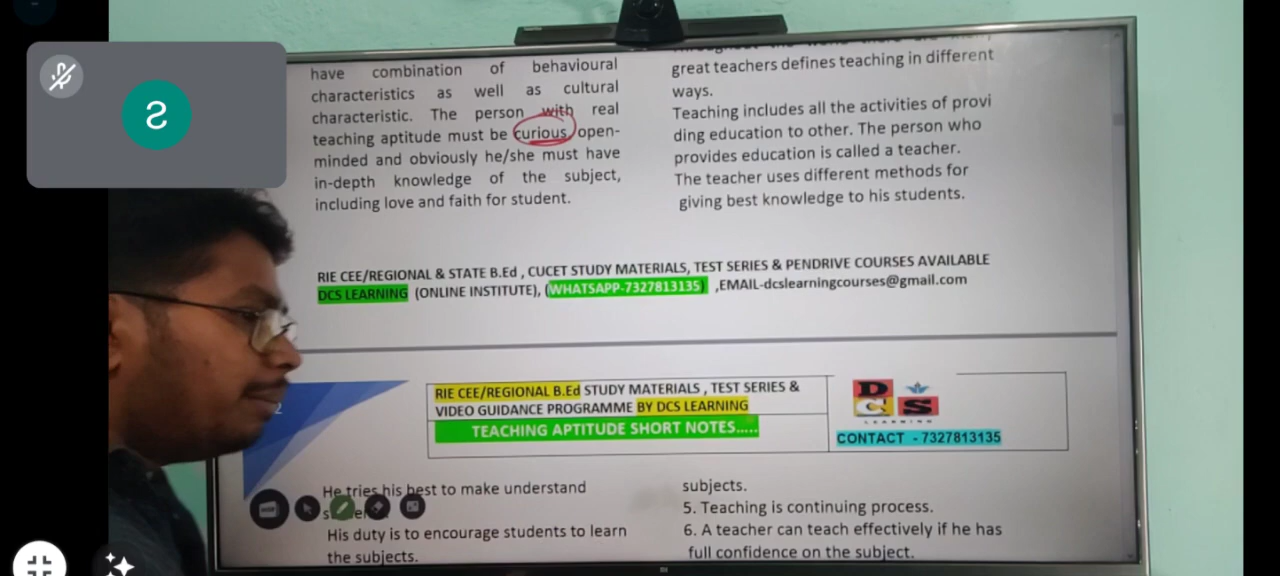 S
have combination of behavioural
characteristics as well as cultural
characteristic. The person with real
teaching aptitude must be curious, open-
minded and obviously he/she must have
in-depth knowledge of the subject,
including love and faith for student.
great teachers defines teaching in different
ways.
Teaching includes all the activities of provi
ding education to other. The person who
provides education is called a teacher.
The teacher uses different methods for
giving best knowledge to his students.
RIE CEE/REGIONAL & STATE B.Ed , CUCET STUDY MATERIALS, TEST SERIES & PENDRIVE COURSES AVAILABLE
DCS LEARNING (ONLINE INSTITUTE), (WHATSAPP-7327813135) ,EMAIL-dcslearningcourses@gmail.com
2
RIE CEE/REGIONAL B.Ed STUDY MATERIALS , TEST SERIES &
VIDEO GUIDANCE PROGRAMME BY DCS LEARNING
TEACHING APTITUDE SHORT NOTES.....
D
C S
LEARNING
CONTACT - 7327813135
He tries his best to make understand
His duty is to encourage students to learn
the subjects.
subjects.
5. Teaching is continuing process.
6. A teacher can teach effectively if he has
full confidence on the subject.